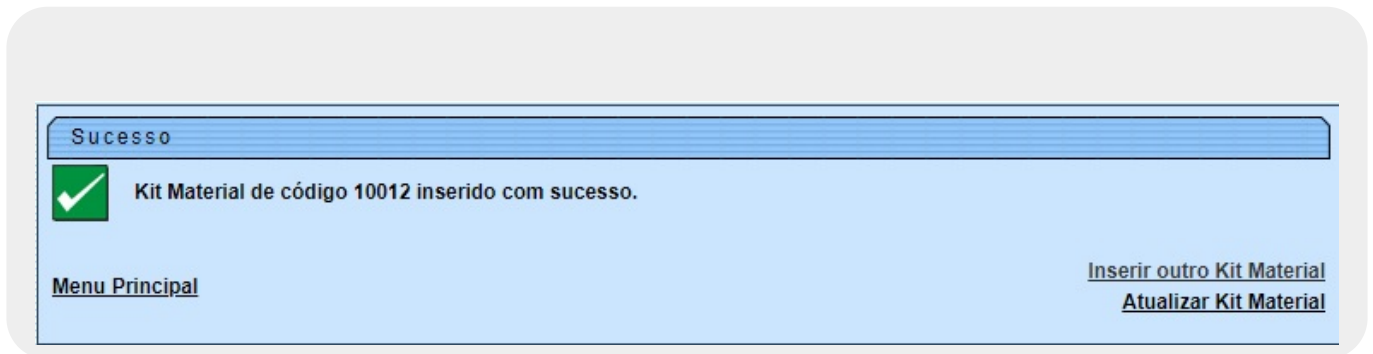 Sucesso
Kit Material de código 10012 inserido com sucesso.
Menu Principal
Inserir outro Kit Material
Atualizar Kit Material